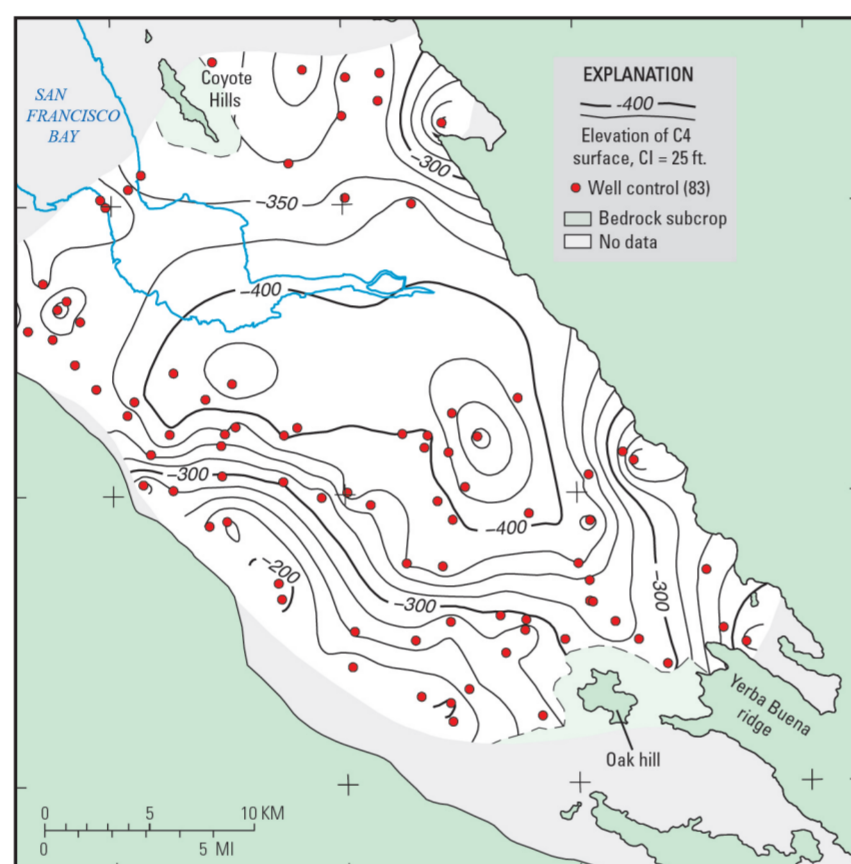 Coyote
Hills
SAN
FRANCISCO
BAY
EXPLANATION
-400
Elevation of C4
surface, CI = 25 ft.
Well control (83)
Bedrock subcrop
No data
–300
–350
–400
–300
–400
–200
–300
–300
Yerba Buena
ridge
Oak hill
0 5 10 KM
0 5 MI